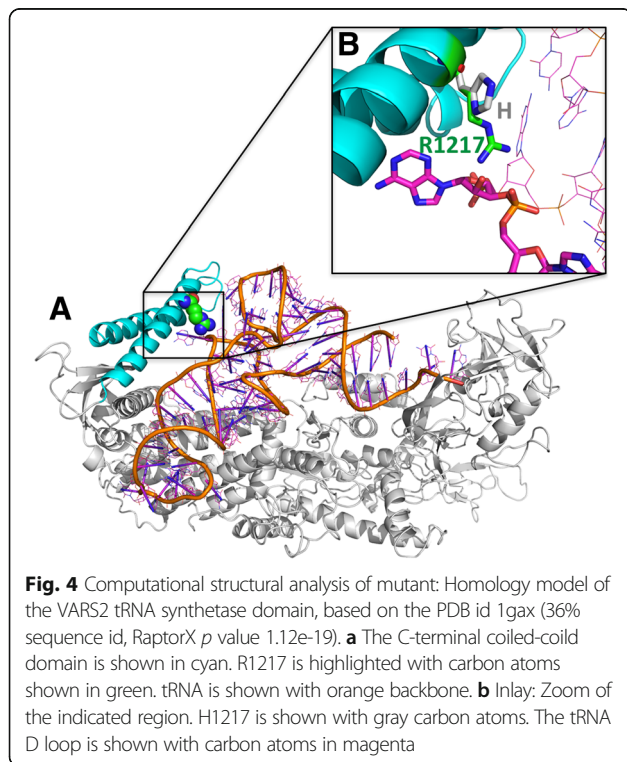 B
H
R1217
A
Fig. 4 Computational structural analysis of mutant: Homology model of
the VARS2 tRNA synthetase domain, based on the PDB id 1gax (36%
sequence id, RaptorX p value 1.12e-19). a The C-terminal coiled-coild
domain is shown in cyan. R1217 is highlighted with carbon atoms
shown in green. tRNA is shown with orange backbone. b Inlay: Zoom of
the indicated region. H1217 is shown with gray carbon atoms. The tRNA
D loop is shown with carbon atoms in magenta